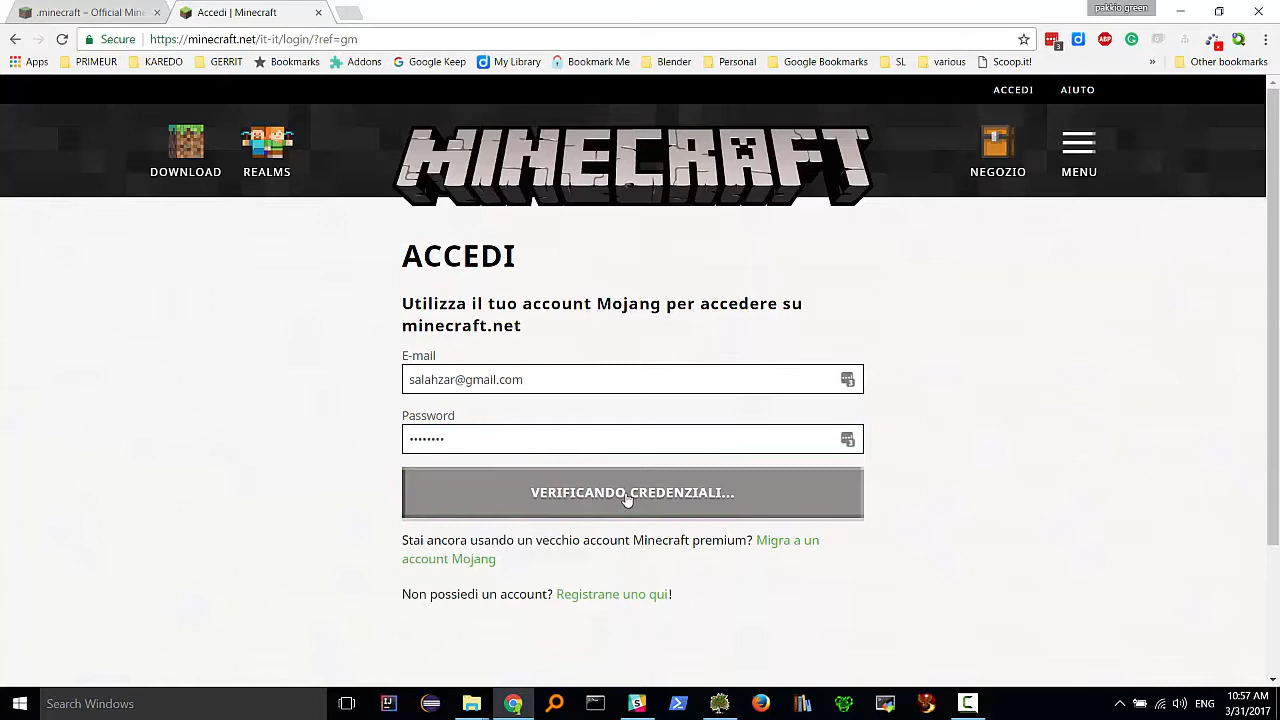 .minecraft – Official Mine
Accedi | Minecraft
pakkio green
Secure
https://minecraft.net/it-it/login/?ref=gm
Apps
PRIMEUR
KAREDO
GERRIT
Bookmarks
Addons
Google Keep
My Library
Bookmark Me
Blender
Personal
Google Bookmarks
SL
various
Scoop.it!
»
Other bookmarks
ACCEDI
AIUTO
DOWNLOAD
REALMS
MINECRAFT
NEGOZIO
MENU
ACCEDI
Utilizza il tuo account Mojang per accedere su
minecraft.net
E-mail
salahzar@gmail.com
Password
••••••••
VERIFICANDO CREDENZIALI...
Stai ancora usando un vecchio account Minecraft premium? Migra a un
account Mojang
Non possiedi un account? Registrane uno qui!
Search Windows
ENG
10:57 AM
3/31/2017